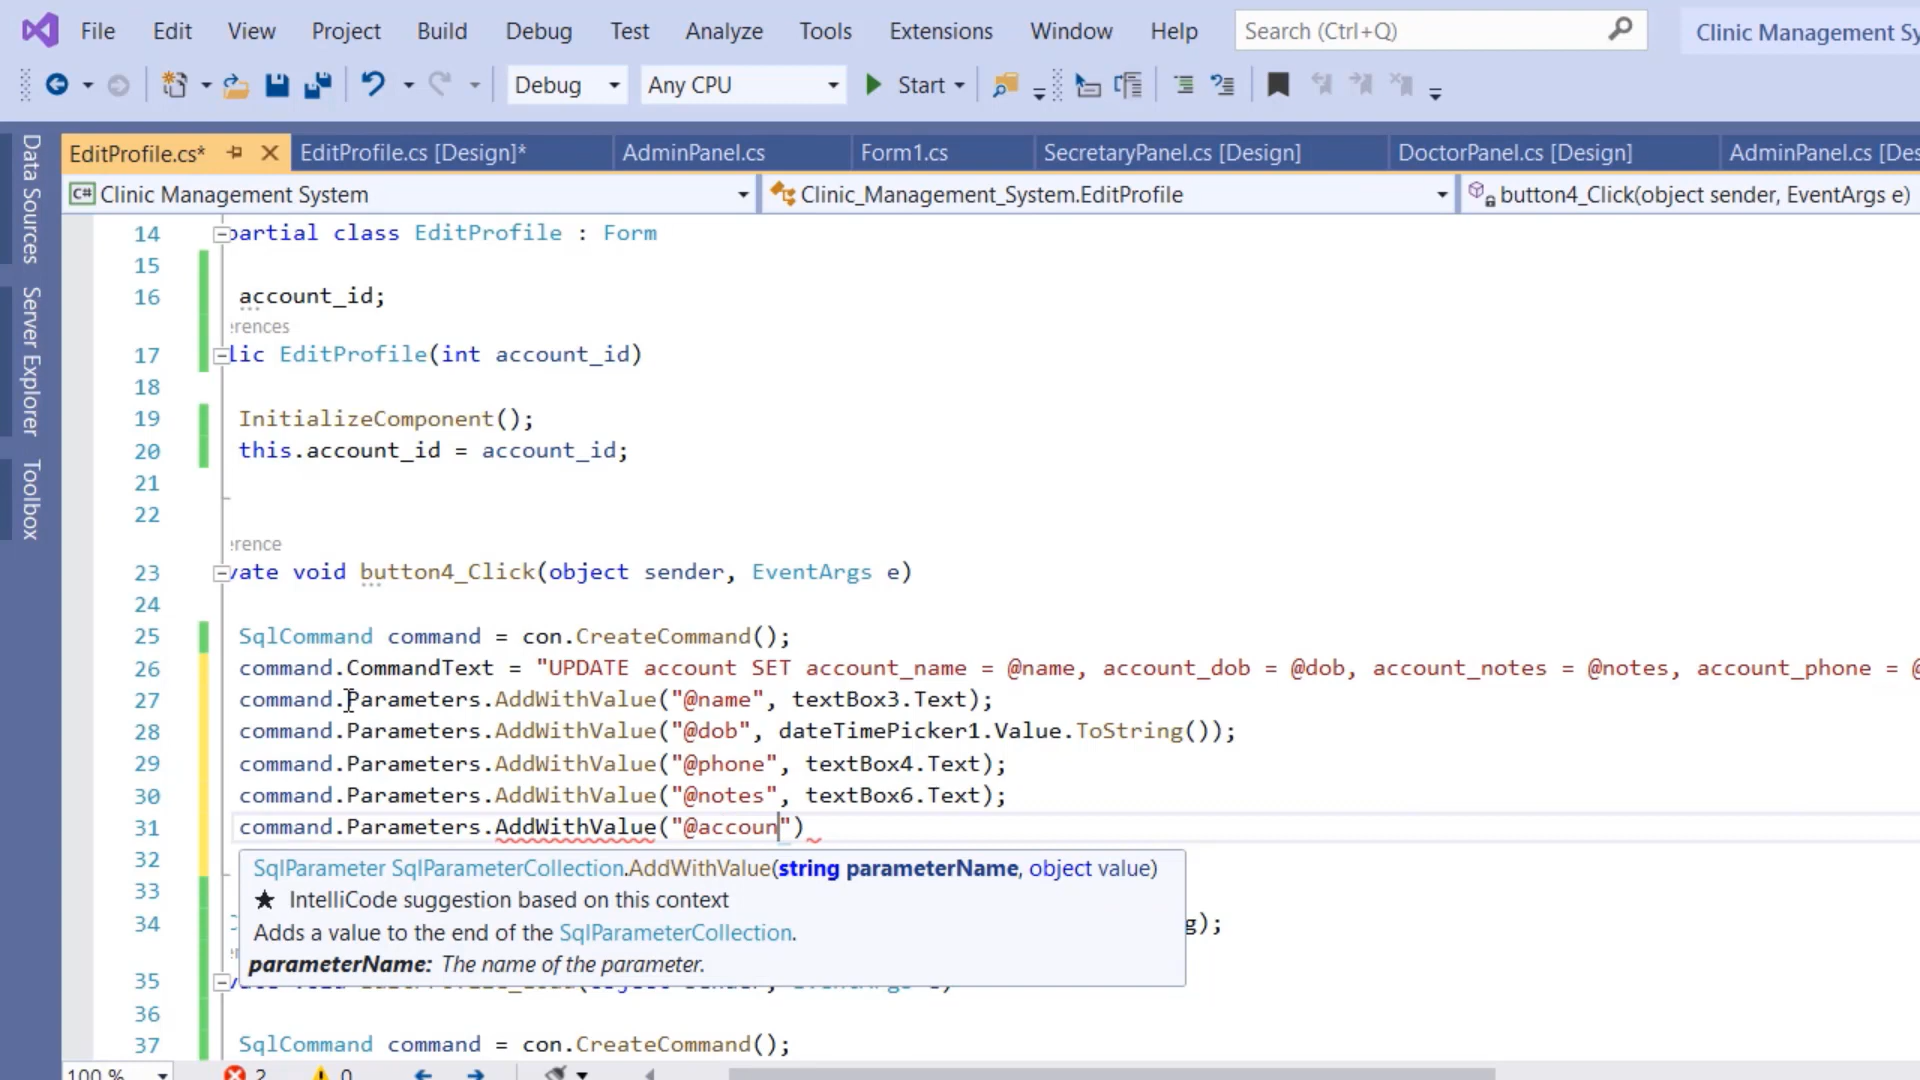 File Edit View Project Build Debug Test Analyze Tools Extensions Window Help Search (Ctrl+Q) Clinic Management Sy
Debug Any CPU Start
Data Sources
Server Explorer
Toolbox
EditProfile.cs* EditProfile.cs [Design]* AdminPanel.cs Form1.cs SecretaryPanel.cs [Design] DoctorPanel.cs [Design] AdminPanel.cs [Des
C# Clinic Management System Clinic_Management_System.EditProfile button4_Click(object sender, EventArgs e)
14 partial class EditProfile : Form
15
16 account_id;
erences
17 lic EditProfile(int account_id)
18
19 InitializeComponent();
20 this.account_id = account_id;
21
22
erence
23 vate void button4_Click(object sender, EventArgs e)
24
25 SqlCommand command = con.CreateCommand();
26 command.CommandText = "UPDATE account SET account_name = @name, account_dob = @dob, account_notes = @notes, account_phone = @
27 command.Parameters.AddWithValue("@name", textBox3.Text);
28 command.Parameters.AddWithValue("@dob", dateTimePicker1.Value.ToString());
29 command.Parameters.AddWithValue("@phone", textBox4.Text);
30 command.Parameters.AddWithValue("@notes", textBox6.Text);
31 command.Parameters.AddWithValue("@accoun")
32
SqlParameter SqlParameterCollection.AddWithValue(string parameterName, object value)
★ IntelliCode suggestion based on this context
Adds a value to the end of the SqlParameterCollection.
parameterName: The name of the parameter.
33
34 g);
35
36
37 SqlCommand command = con.CreateCommand();
100 % 2 0